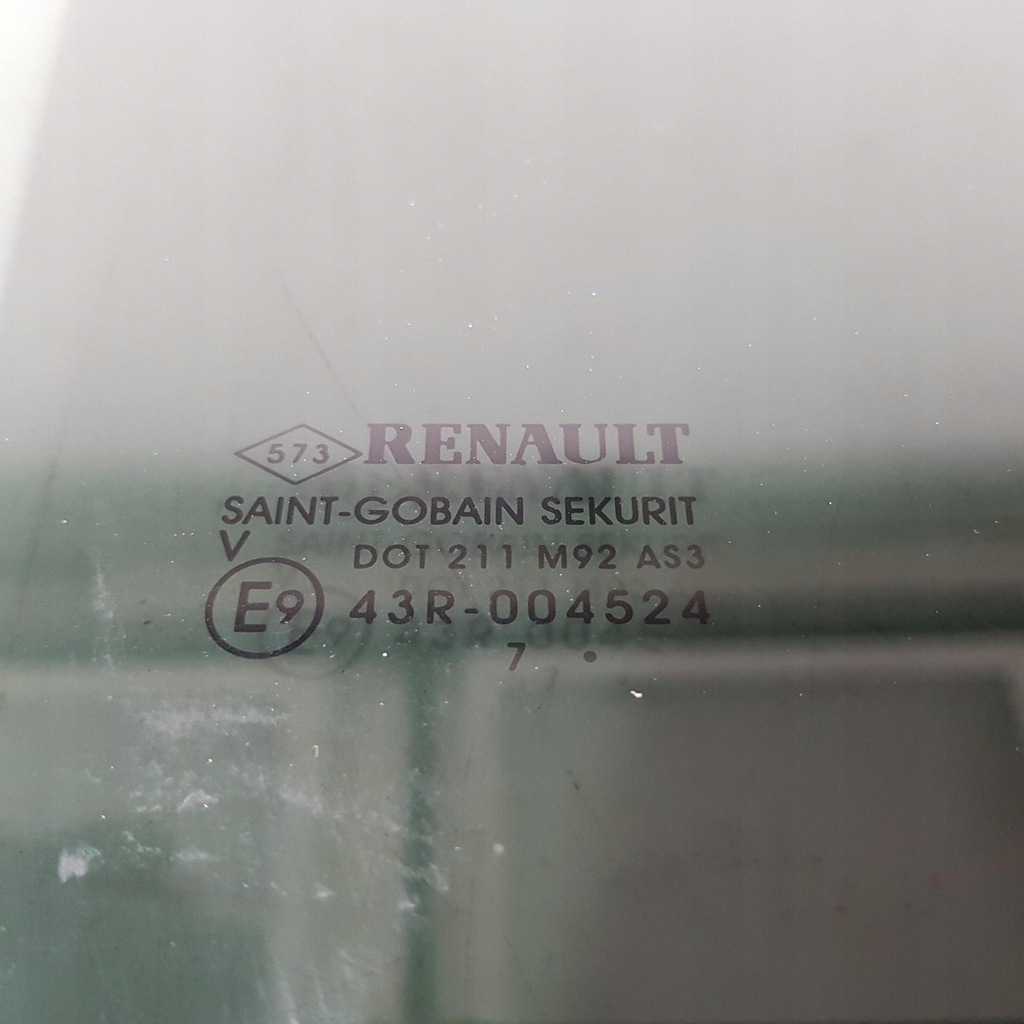 573 RENAULT
SAINT-GOBAIN SEKURIT
V DOT 211 M92 AS3
E9 43R-004524
7 •